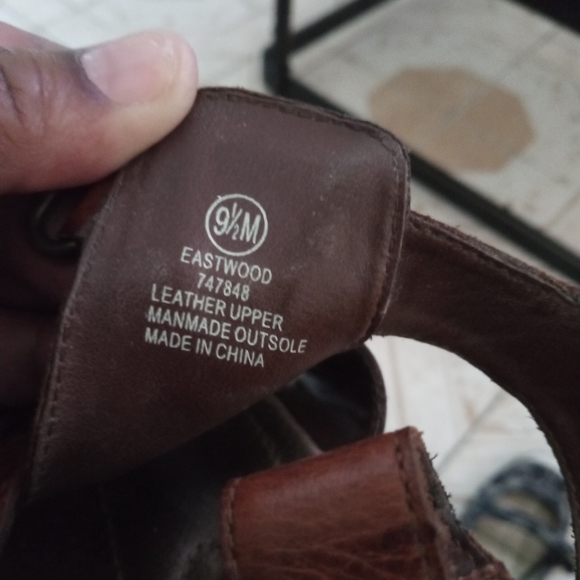 9½M
EASTWOOD
747848
LEATHER UPPER
MANMADE OUTSOLE
MADE IN CHINA